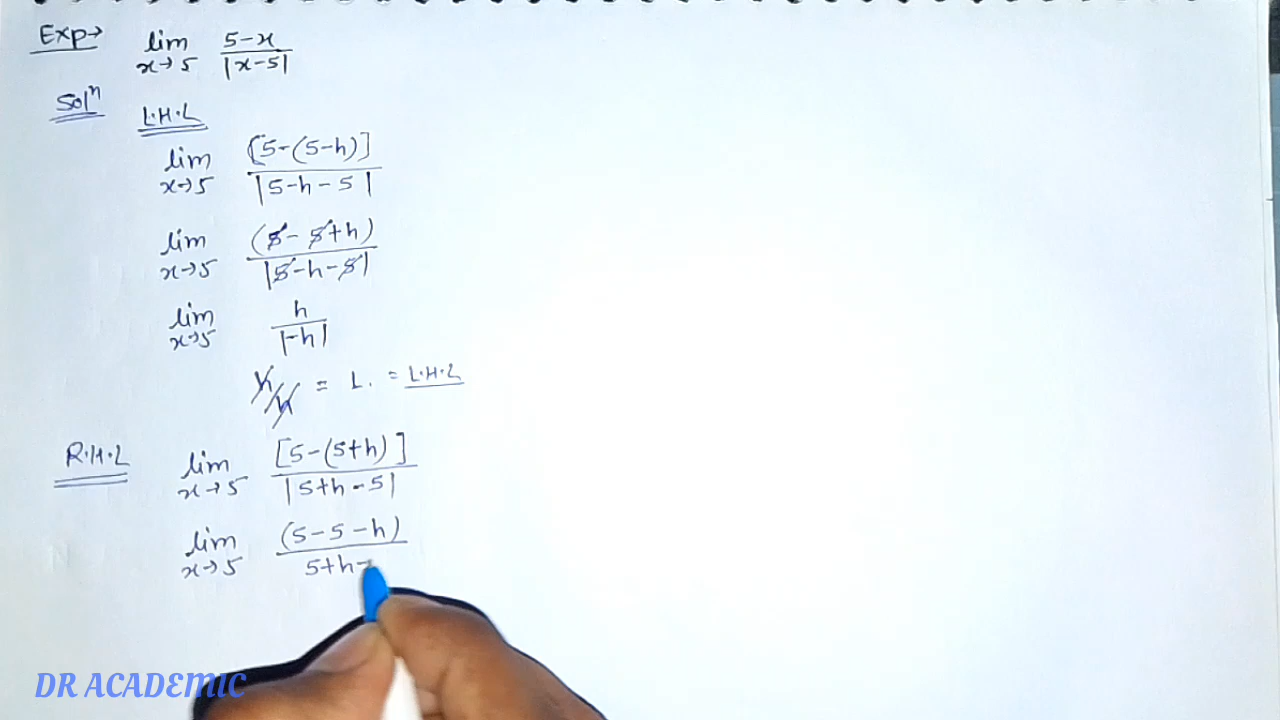 Exp→ lim x→5 5-x / |x-5|
Solⁿ L.H.L
lim x→5 [5-(5-h)] / |5-h-5|
lim x→5 (5-5+h) / |5-h-5|
lim x→5 h / |-h|
h/h = L. = L.H.L
R.H.L lim x→5 [5-(5+h)] / |5+h-5|
lim x→5 (5-5-h) / 5+h-
DR ACADEMIC